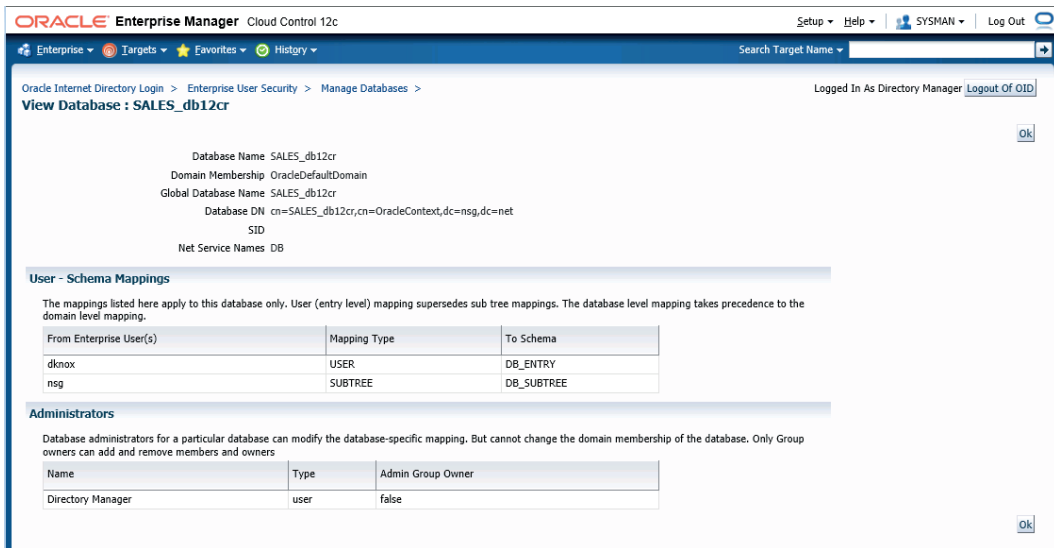 ORACLE Enterprise Manager Cloud Control 12c
Setup Help SYSMAN Log Out
Enterprise Targets Favorites History Search Target Name
Oracle Internet Directory Login > Enterprise User Security > Manage Databases >
Logged In As Directory Manager Logout Of OID
View Database : SALES_db12cr
Ok
Database Name SALES_db12cr
Domain Membership OracleDefaultDomain
Global Database Name SALES_db12cr
Database DN cn=SALES_db12cr,cn=OracleContext,dc=nsg,dc=net
SID
Net Service Names DB
User - Schema Mappings
The mappings listed here apply to this database only. User (entry level) mapping supersedes sub tree mappings. The database level mapping takes precedence to the
domain level mapping.
From Enterprise User(s) Mapping Type To Schema
dknox USER DB_ENTRY
nsg SUBTREE DB_SUBTREE
Administrators
Database administrators for a particular database can modify the database-specific mapping. But cannot change the domain membership of the database. Only Group
owners can add and remove members and owners
Name Type Admin Group Owner
Directory Manager user false
Ok